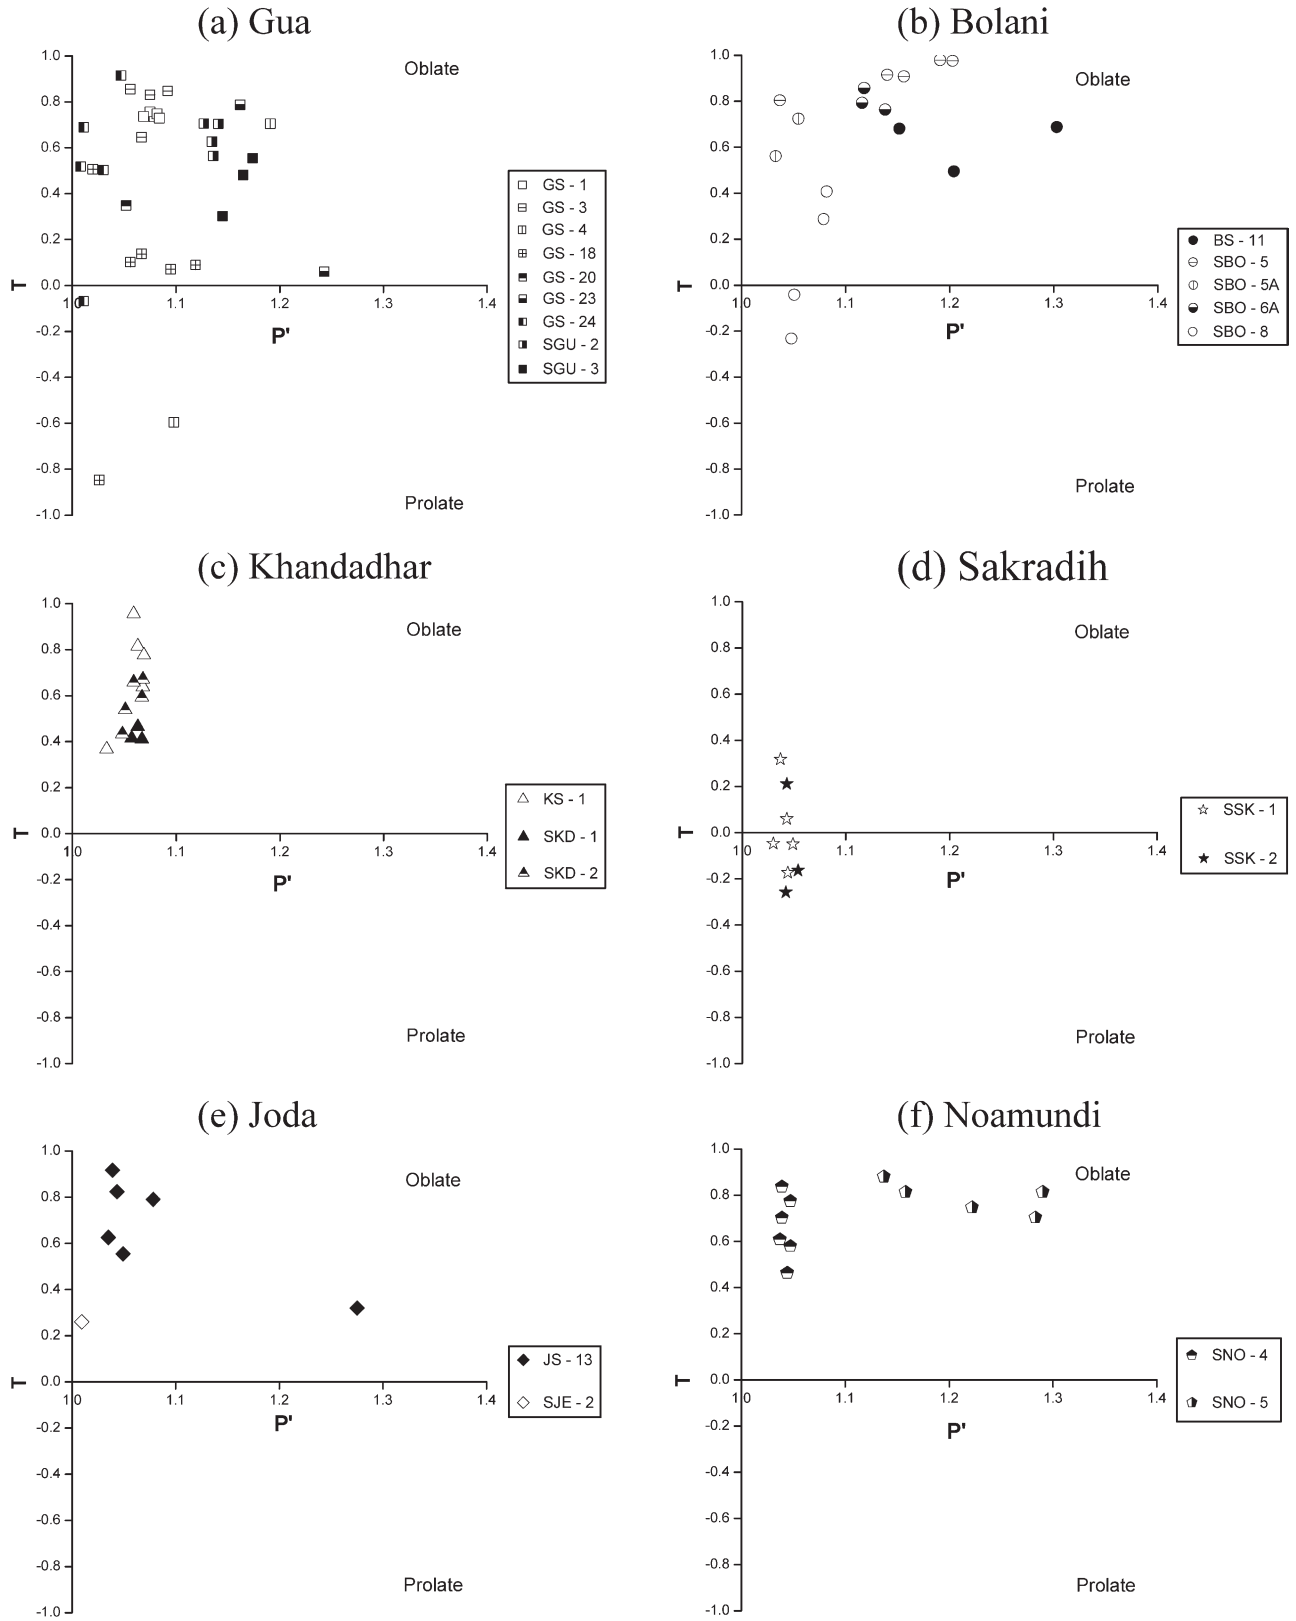 (a) Gua
1.0
0.8
0.6
0.4
0.2
0.0
-0.2
-0.4
-0.6
-0.8
-1.0
T
1.0
1.1
1.2
1.3
1.4
P'
Oblate
Prolate
GS - 1
GS - 3
GS - 4
GS - 18
GS - 20
GS - 23
GS - 24
SGU - 2
SGU - 3
(b) Bolani
1.0
0.8
0.6
0.4
0.2
0.0
-0.2
-0.4
-0.6
-0.8
-1.0
T
1.0
1.1
1.2
1.3
1.4
P'
Oblate
Prolate
BS - 11
SBO - 5
SBO - 5A
SBO - 6A
SBO - 8
(c) Khandadhar
1.0
0.8
0.6
0.4
0.2
0.0
-0.2
-0.4
-0.6
-0.8
-1.0
T
1.0
1.1
1.2
1.3
1.4
P'
Oblate
Prolate
KS - 1
SKD - 1
SKD - 2
(d) Sakradih
1.0
0.8
0.6
0.4
0.2
0.0
-0.2
-0.4
-0.6
-0.8
-1.0
T
1.0
1.1
1.2
1.3
1.4
P'
Oblate
Prolate
SSK - 1
SSK - 2
(e) Joda
1.0
0.8
0.6
0.4
0.2
0.0
-0.2
-0.4
-0.6
-0.8
-1.0
T
1.0
1.1
1.2
1.3
1.4
P'
Oblate
Prolate
JS - 13
SJE - 2
(f) Noamundi
1.0
0.8
0.6
0.4
0.2
0.0
-0.2
-0.4
-0.6
-0.8
-1.0
T
1.0
1.1
1.2
1.3
1.4
P'
Oblate
Prolate
SNO - 4
SNO - 5